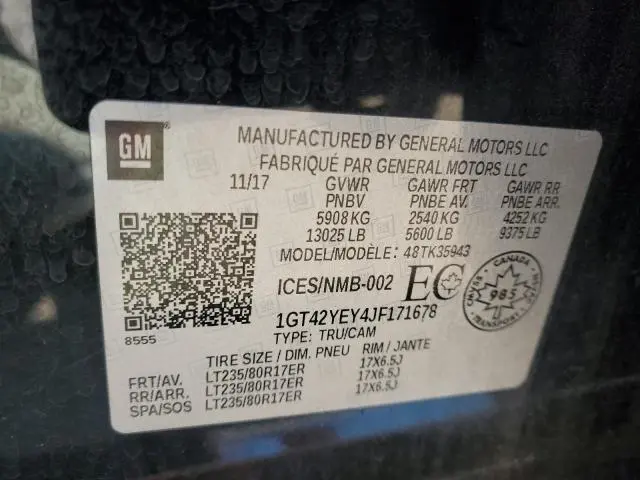 GM
MANUFACTURED BY GENERAL MOTORS LLC
FABRIQUÉ PAR GENERAL MOTORS LLC
11/17 GVWR GAWR FRT GAWR RR
PNBV PNBE AV. PNBE ARR.
5908 KG 2540 KG 4252 KG
13025 LB 5600 LB 9375 LB
MODEL/MODÈLE: 48TK35943
ICES/NMB-002 EC
CANADA
985
TRANSPORT
1GT42YEY4JF171678
8555
TYPE: TRU/CAM
TIRE SIZE / DIM. PNEU RIM / JANTE
FRT/AV. LT235/80R17ER 17X6.5J
RR/ARR. LT235/80R17ER 17X6.5J
SPA/SOS LT235/80R17ER 17X6.5J